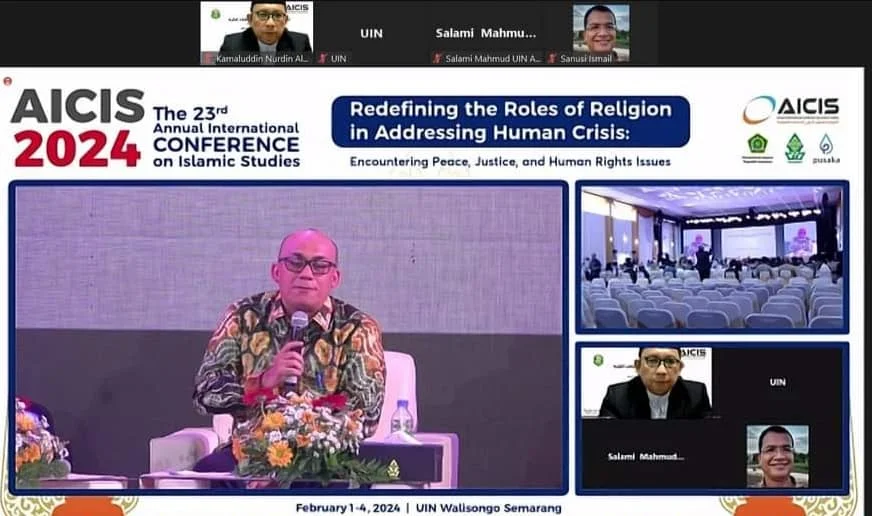 AICIS
UIN
Salami Mahmu...
Kamaluddin Nurdin Al...
UIN
Salami Mahmud UIN A...
Sanusi Ismail
AICIS
2024
The 23rd
Annual International
CONFERENCE
on Islamic Studies
Redefining the Roles of Religion
in Addressing Human Crisis:
Encountering Peace, Justice, and Human Rights Issues
AICIS
pusaka
AICIS
UIN
Salami Mahmud...
February 1-4, 2024 | UIN Walisongo Semarang